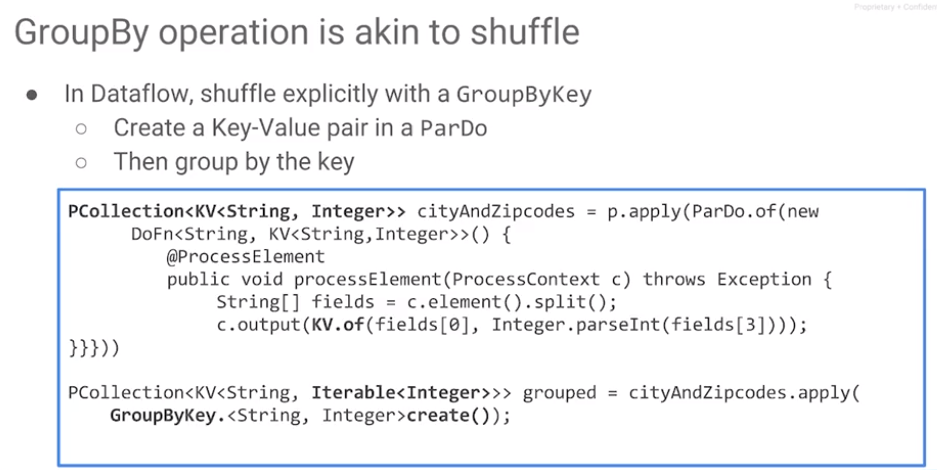 Proprietary + Confiden
GroupBy operation is akin to shuffle
● In Dataflow, shuffle explicitly with a GroupByKey
○ Create a Key-Value pair in a ParDo
○ Then group by the key
PCollection<KV<String, Integer>> cityAndZipcodes = p.apply(ParDo.of(new
DoFn<String, KV<String,Integer>>() {
@ProcessElement
public void processElement(ProcessContext c) throws Exception {
String[] fields = c.element().split();
c.output(KV.of(fields[0], Integer.parseInt(fields[3])));
}}}))
PCollection<KV<String, Iterable<Integer>>> grouped = cityAndZipcodes.apply(
GroupByKey.<String, Integer>create());